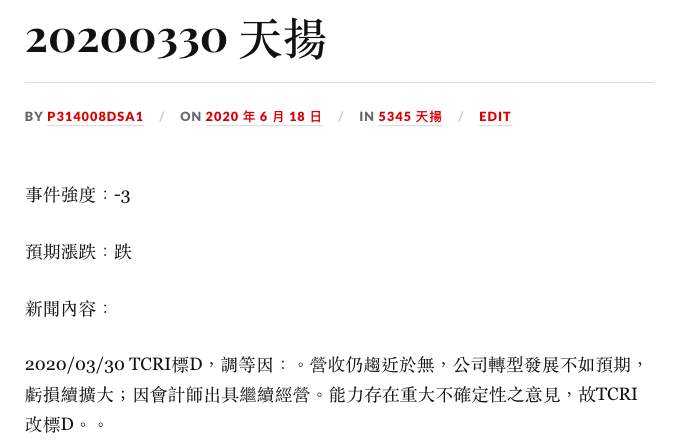 20200330 天揚
BY P314008DSA1 / ON 2020 年 6 月 18 日 / IN 5345 天揚 / EDIT
事件強度：-3
預期漲跌：跌
新聞內容：
2020/03/30 TCRI標D，調等因：。營收仍趨近於無，公司轉型發展不如預期，
虧損續擴大；因會計師出具繼續經營。能力存在重大不確定性之意見，故TCRI
改標D。。